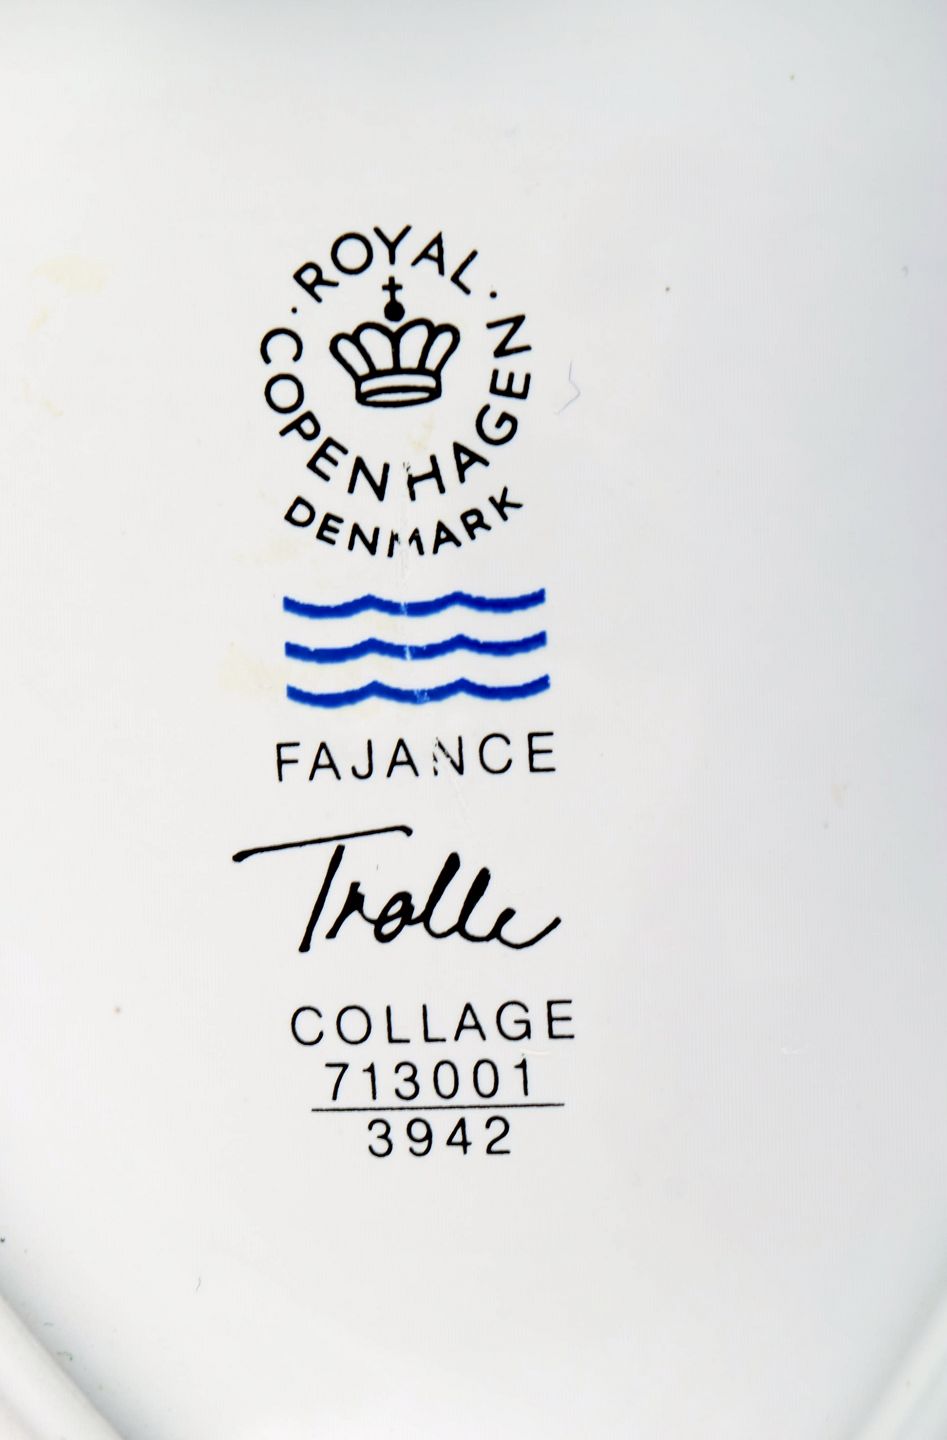 · ROYAL ·
COPENHAGEN
DENMARK
FAJANCE
Trolle
COLLAGE
713001
3942